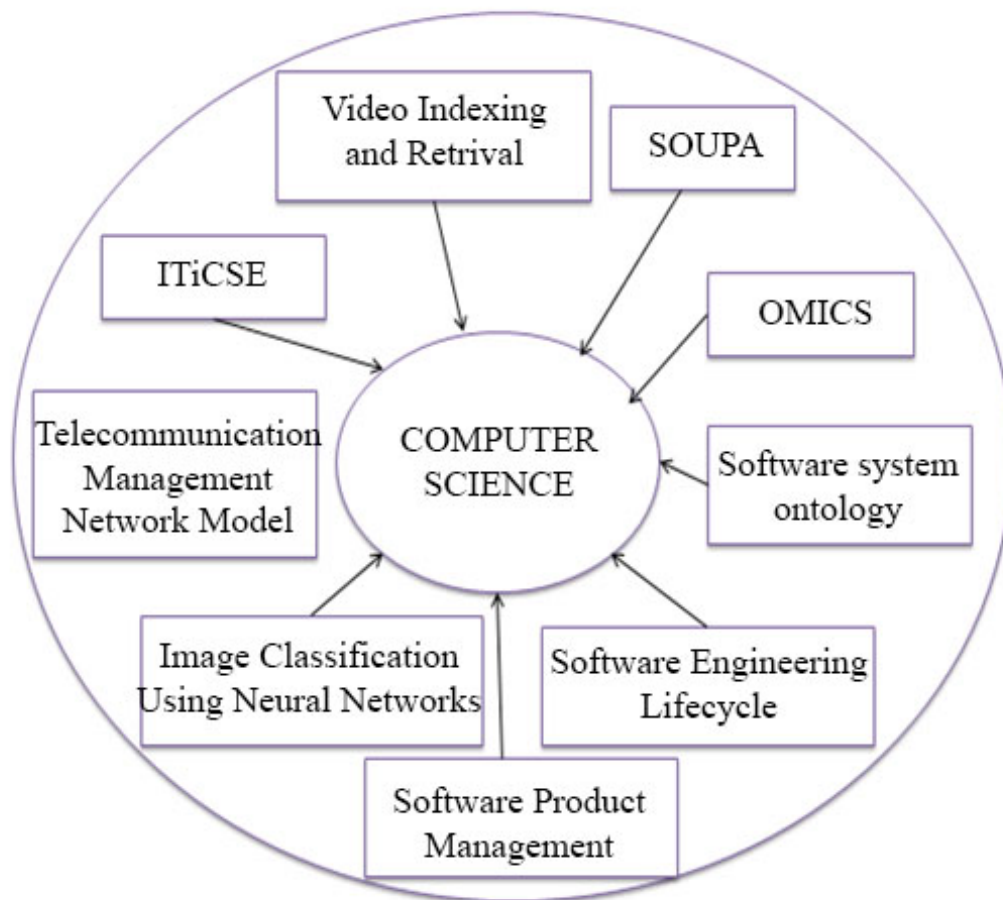 Video Indexing
and Retrival
SOUPA
ITiCSE
OMICS
COMPUTER
SCIENCE
Telecommunication
Management
Network Model
Software system
ontology
Image Classification
Using Neural Networks
Software Engineering
Lifecycle
Software Product
Management